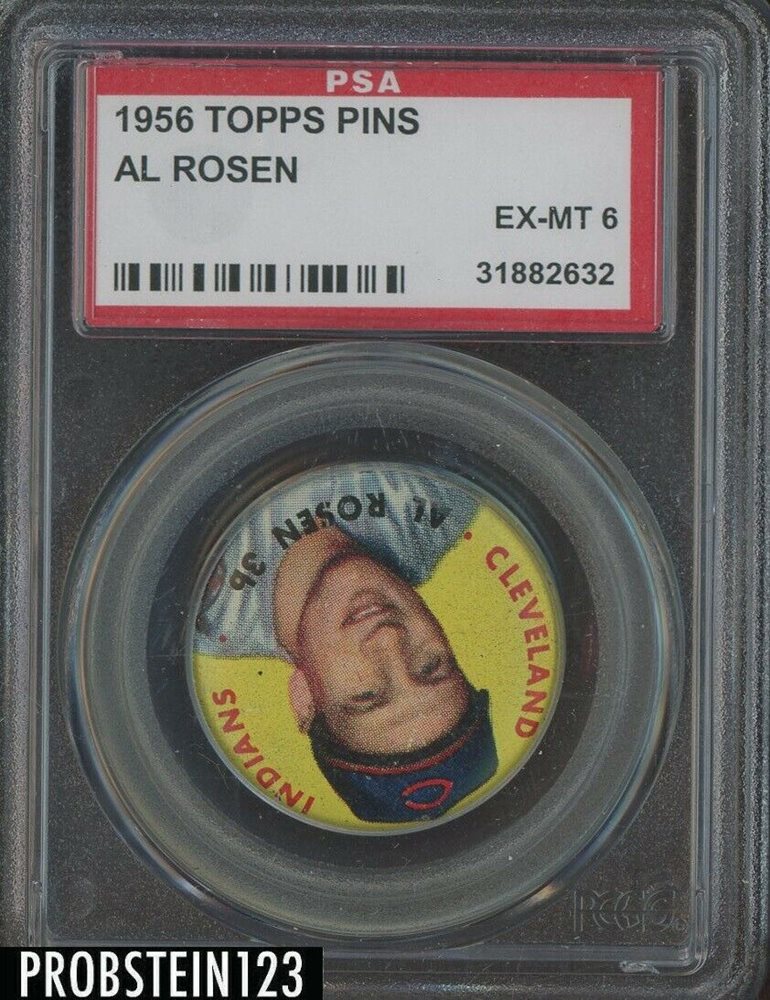 PSA
1956 TOPPS PINS
AL ROSEN
EX-MT 6
31882632
AL ROSEN 3b
CLEVELAND
INDIANS
C
PROBSTEIN123